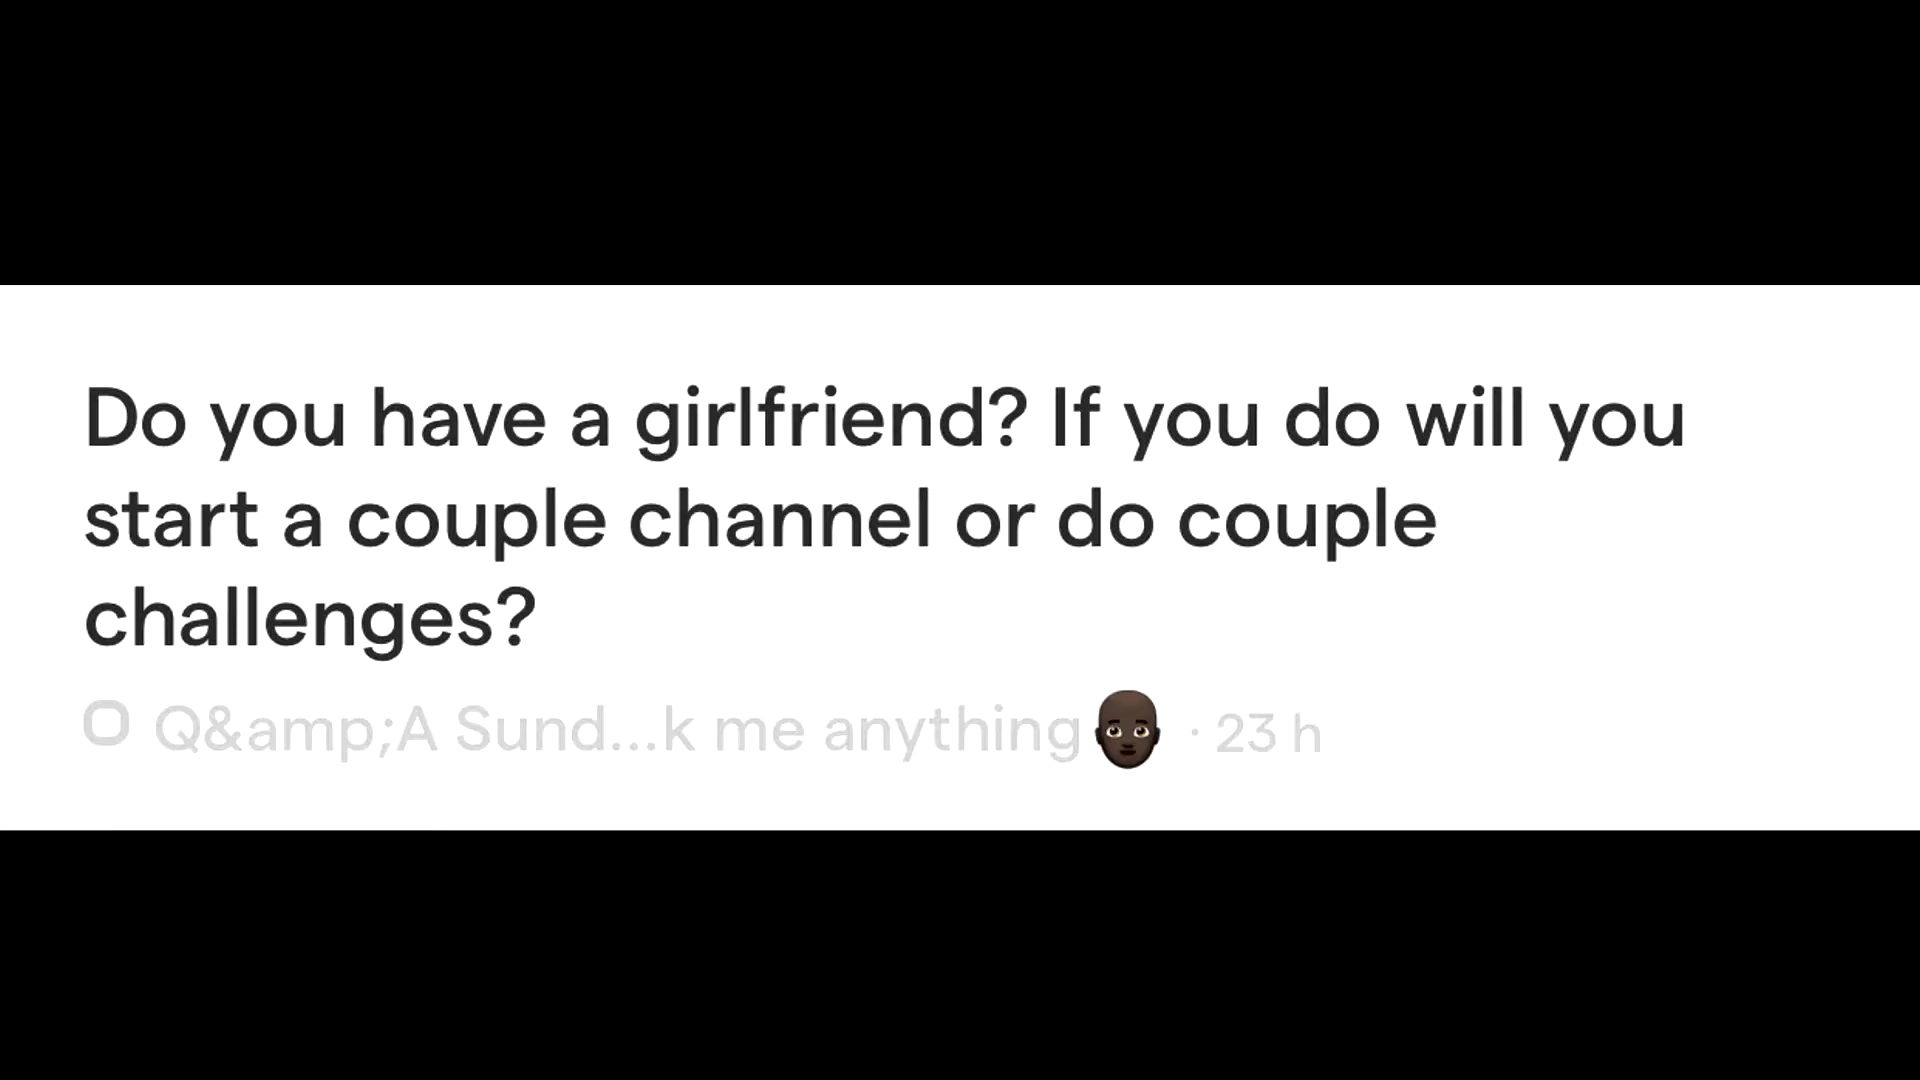 Do you have a girlfriend? If you do will you
start a couple channel or do couple
challenges?
Q&amp;A Sund...k me anything🧑🏿‍🦲 · 23 h